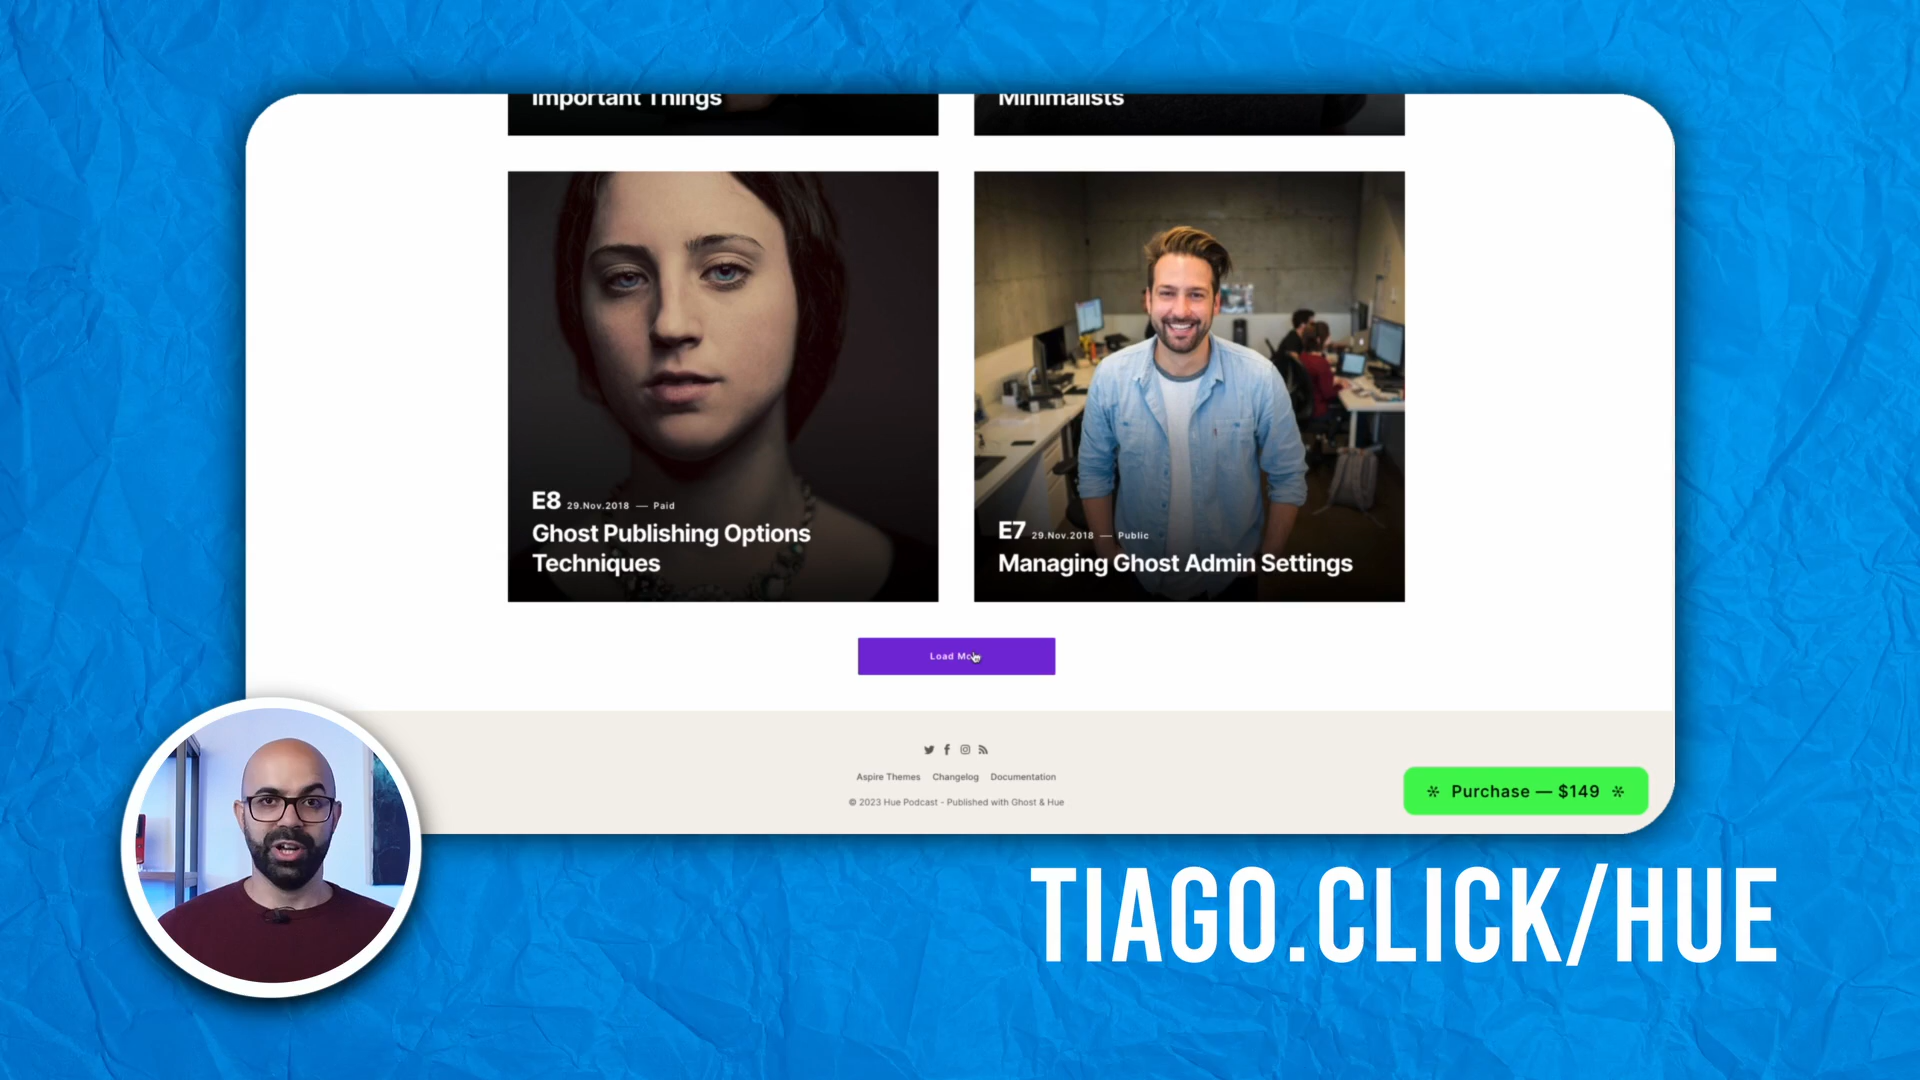 Important Things
Minimalists
E8 29.Nov.2018 — Paid
Ghost Publishing Options
Techniques
E7 29.Nov.2018 — Public
Managing Ghost Admin Settings
Load Mo
Aspire Themes Changelog Documentation
© 2023 Hue Podcast - Published with Ghost & Hue
Purchase — $149
TIAGO.CLICK/HUE